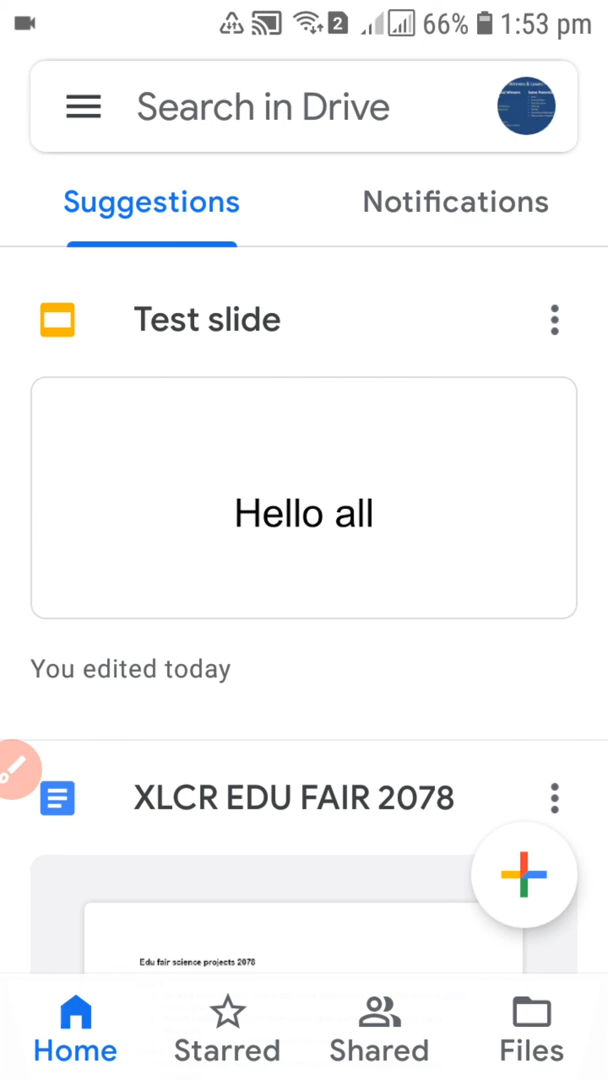 2 66% 1:53 pm
Search in Drive
Suggestions Notifications
Test slide
Hello all
You edited today
XLCR EDU FAIR 2078
Edu fair science projects 2078
Home Starred Shared Files